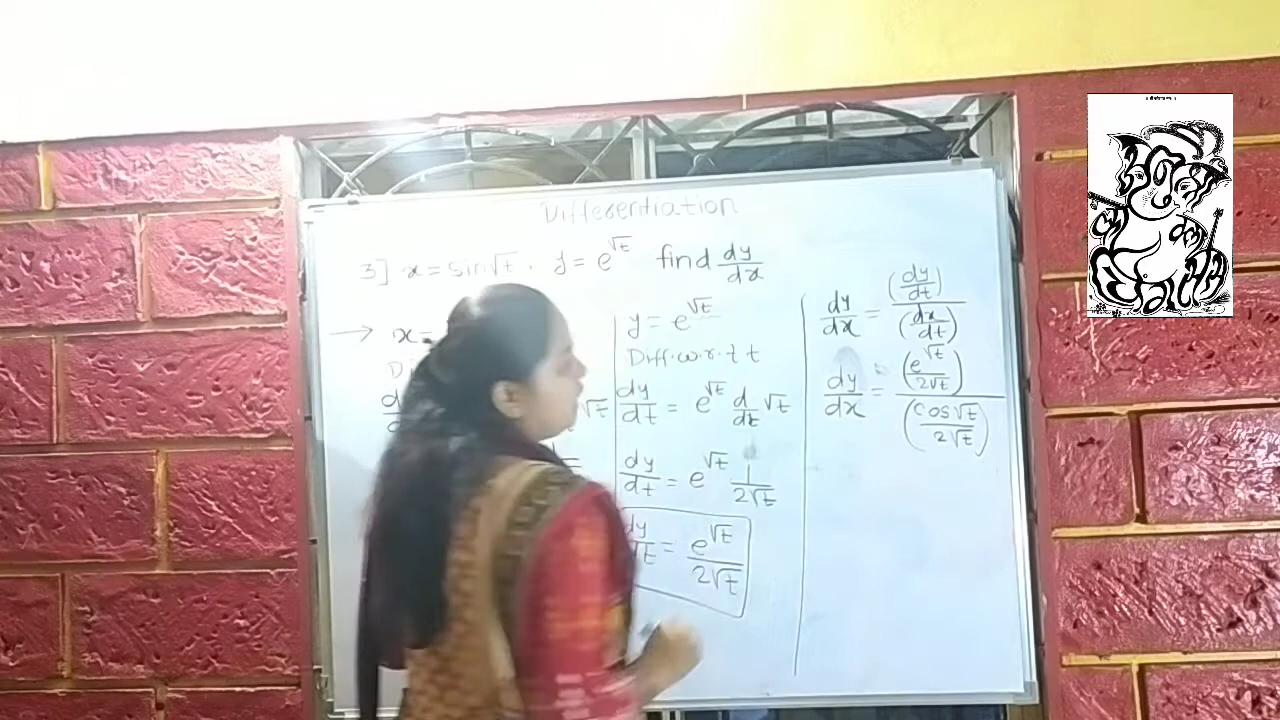 Differentiation
3] x = sin√t , y = e^√t find dy/dx
→ x =
y = e^√t
Diff. w. r. t t
dy/dt = e^√t d/dt √t
dy/dt = e^√t 1/2√t
dy/√t = e^√t/2√t
√t
dy/dx = (dy/dt)/(dx/dt)
dy/dx = (e^√t/2√t)/(cos√t/2√t)